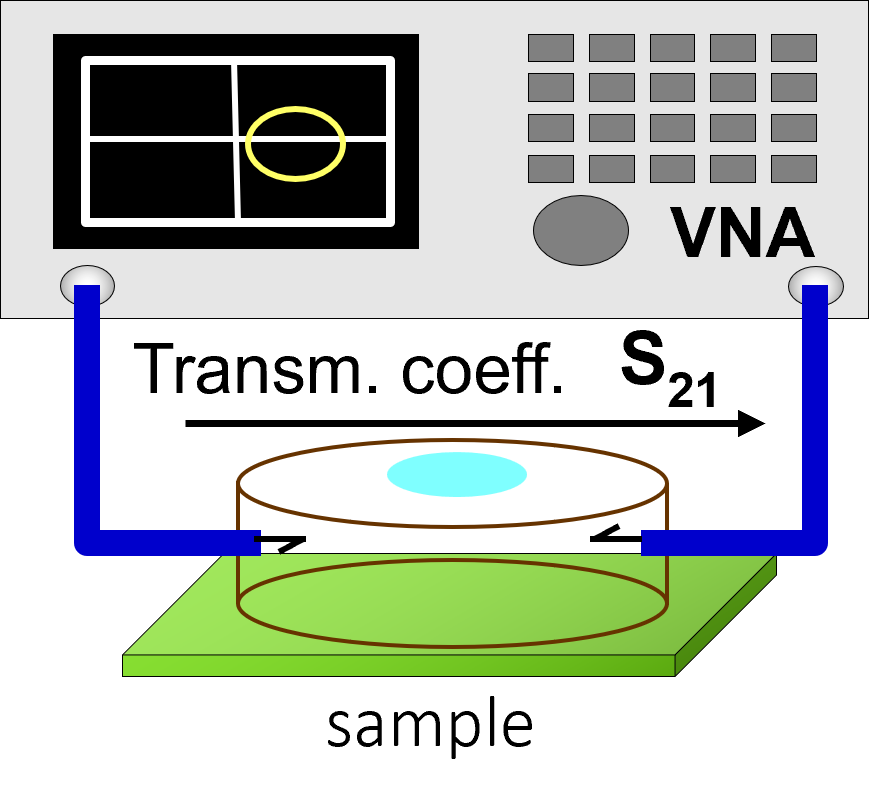 VNA
Transm. coeff. S₂₁
sample